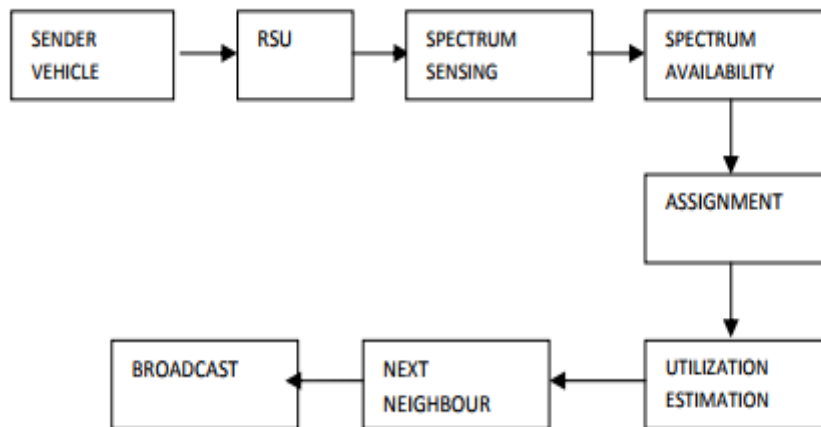 SENDER
VEHICLE
RSU
SPECTRUM
SENSING
SPECTRUM
AVAILABILITY
ASSIGNMENT
UTILIZATION
ESTIMATION
NEXT
NEIGHBOUR
BROADCAST